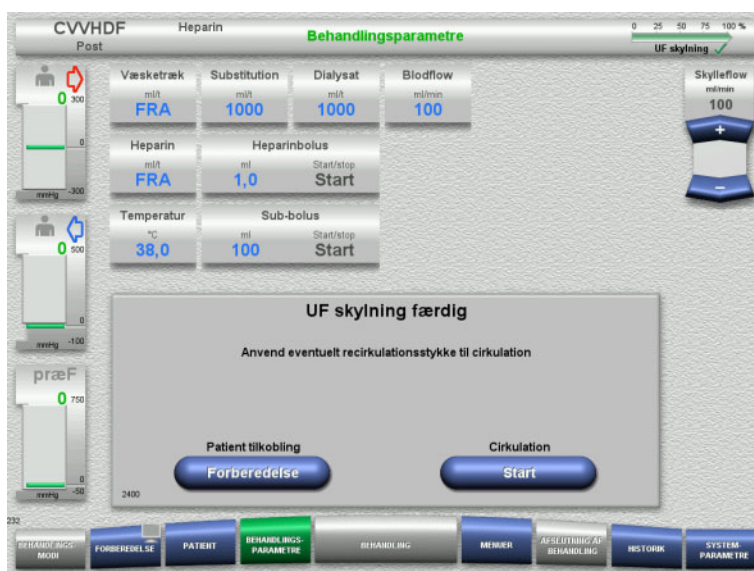 CVVHDF Heparin
Post
Behandlingsparametre
0 25 50 75 100 %
UF skylning
0 300
0
mmHg -300
Væsketræk Substitution Dialysat Blodflow
ml/t ml/t ml/t ml/min
FRA 1000 1000 100
Skylleflow
ml/min
100
+
−
Heparin Heparinbolus
ml/t ml Start/stop
FRA 1,0 Start
Temperatur Sub-bolus
°C ml Start/stop
38,0 100 Start
0 500
0
mmHg -100
præF
0 750
0
mmHg -50
UF skylning færdig
Anvend eventuelt recirkulationsstykke til cirkulation
Patient tilkobling Cirkulation
Forberedelse Start
2400
232
BEHANDLINGS-
MODI
FORBEREDELSE
PATIENT
BEHANDLINGS-
PARAMETRE
BEHANDLING
MENUER
AFSLUTNING AF
BEHANDLING
HISTORIK
SYSTEM-
PARAMETRE